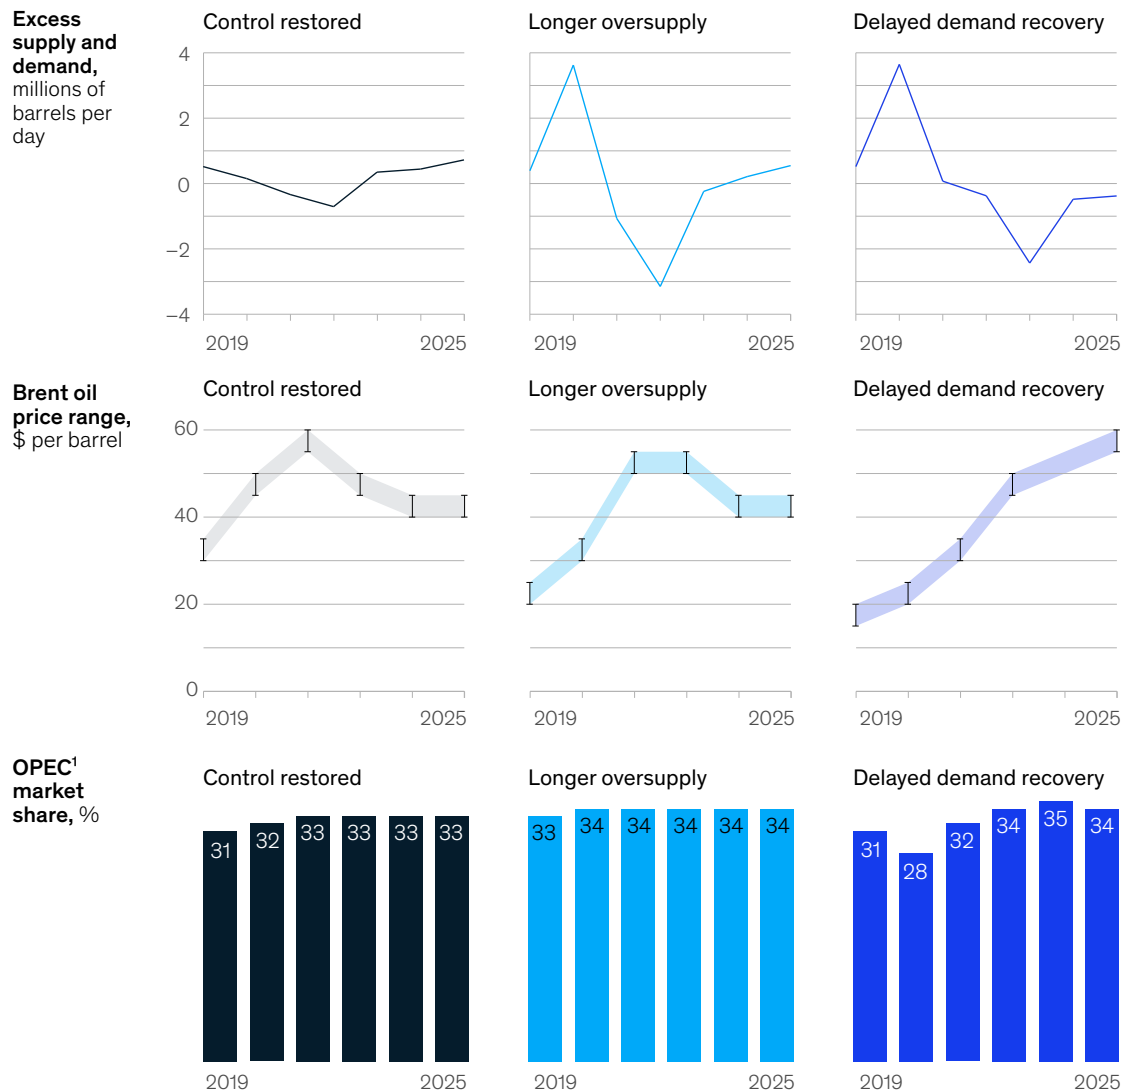 Excess
supply and
demand,
millions of
barrels per
day
Control restored
Longer oversupply
Delayed demand recovery
4
2
0
−2
−4
2019
2025
2019
2025
2019
2025
Brent oil
price range,
$ per barrel
Control restored
Longer oversupply
Delayed demand recovery
60
40
20
0
2019
2025
2019
2025
2019
2025
OPEC¹
market
share, %
Control restored
Longer oversupply
Delayed demand recovery
31
32
33
33
33
33
33
34
34
34
34
34
31
28
32
34
35
34
2019
2025
2019
2025
2019
2025